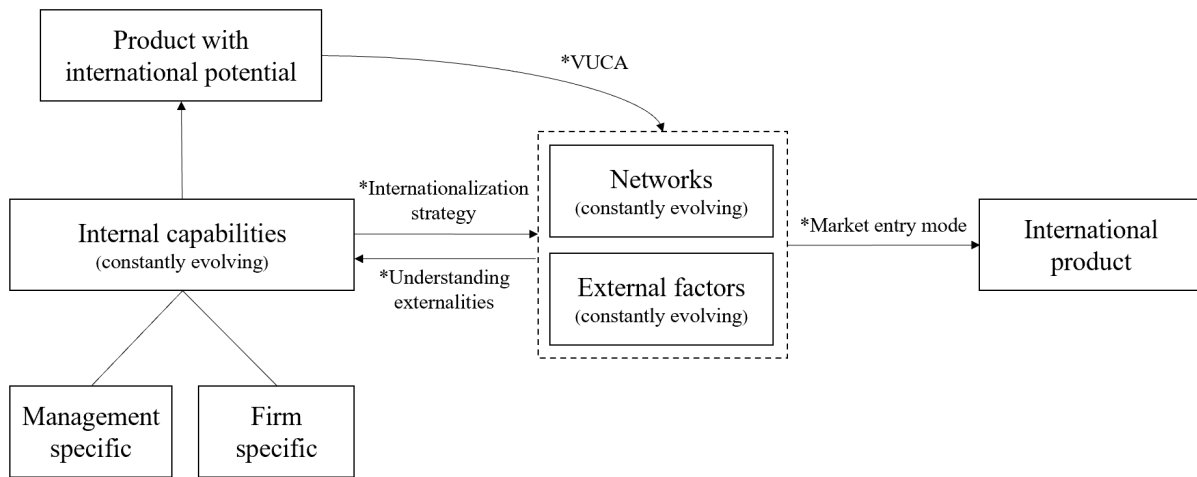 Product with
international potential
*VUCA
Networks
(constantly evolving)
*Internationalization
strategy
Internal capabilities
(constantly evolving)
*Understanding
externalities
External factors
(constantly evolving)
*Market entry mode
International
product
Management
specific
Firm
specific